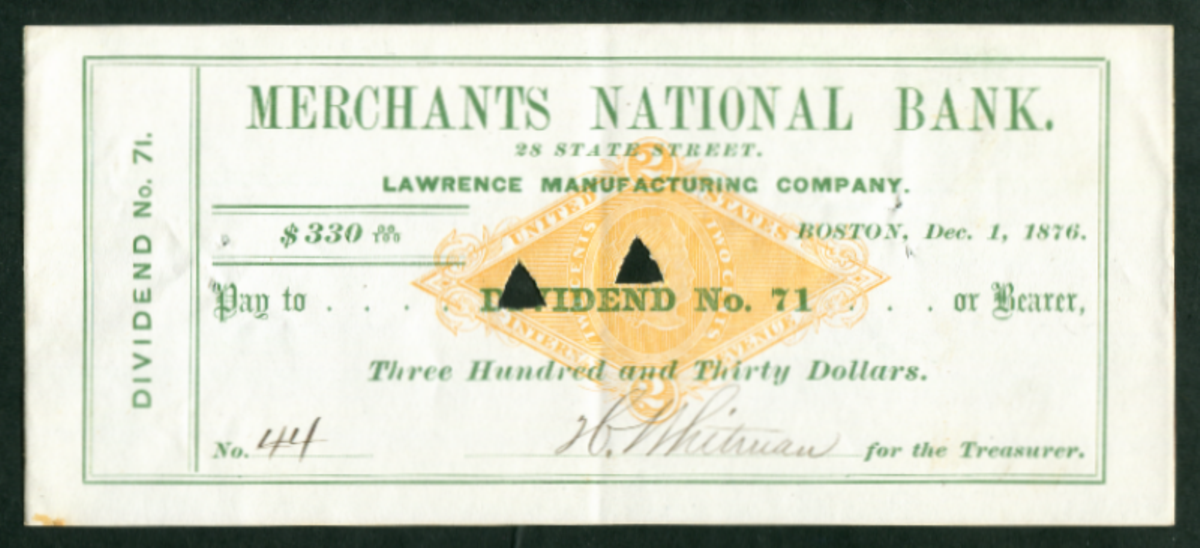 DIVIDEND No. 71.
MERCHANTS NATIONAL BANK.
28 STATE STREET.
LAWRENCE MANUFACTURING COMPANY.
$330 00/100
BOSTON, Dec. 1, 1876.
Pay to . . . . DIVIDEND No. 71 . . . . or Bearer,
Three Hundred and Thirty Dollars.
No. 44
H. Whitman for the Treasurer.
2
UNITED STATES
TWO CENTS
INTERNAL REVENUE
2